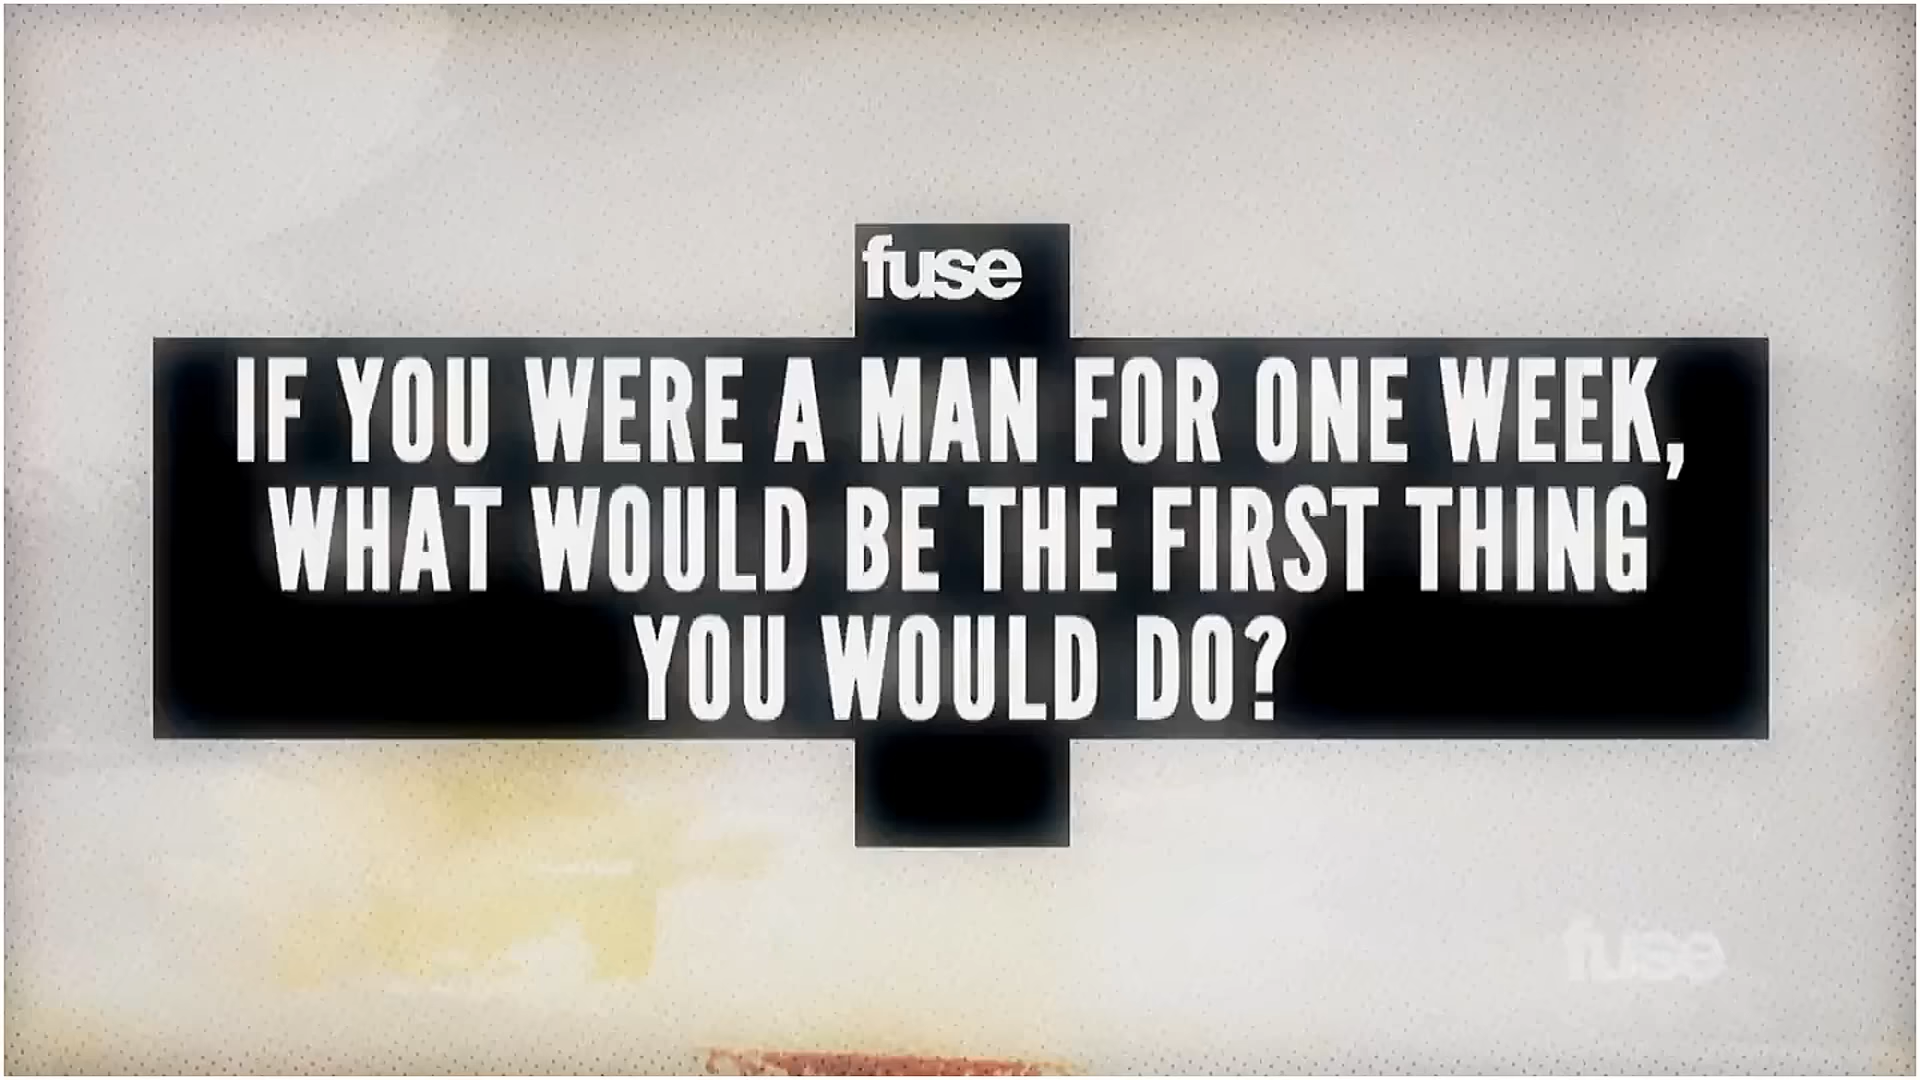 fuse
IF YOU WERE A MAN FOR ONE WEEK,
WHAT WOULD BE THE FIRST THING
YOU WOULD DO?
fuse